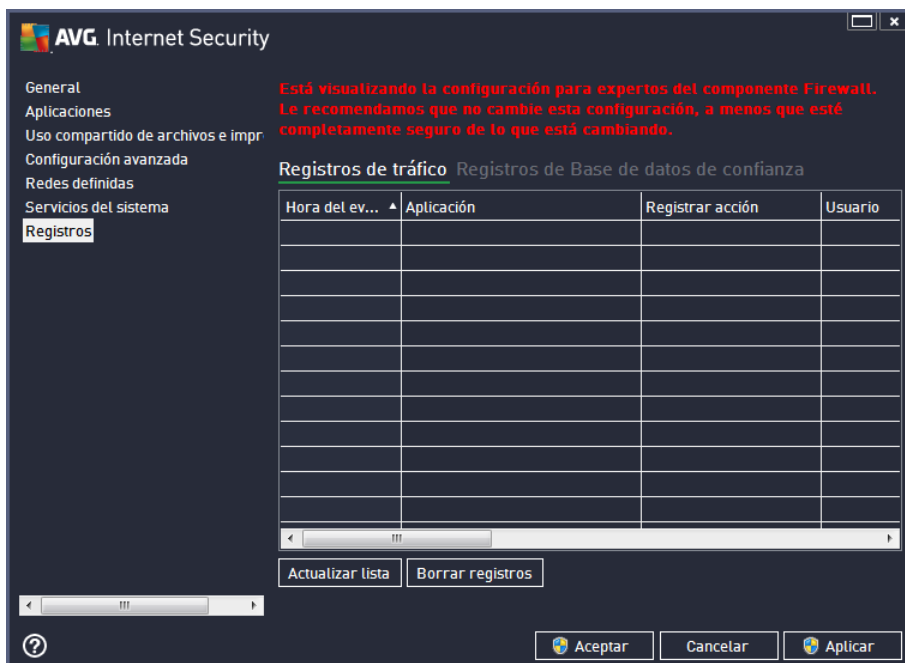 AVG. Internet Security
General
Aplicaciones
Uso compartido de archivos e impr
Configuración avanzada
Redes definidas
Servicios del sistema
Registros
Está visualizando la configuración para expertos del componente Firewall.
Le recomendamos que no cambie esta configuración, a menos que esté
completamente seguro de lo que está cambiando.
Registros de tráfico Registros de Base de datos de confianza
Hora del ev... Aplicación Registrar acción Usuario
Actualizar lista Borrar registros
Aceptar Cancelar Aplicar